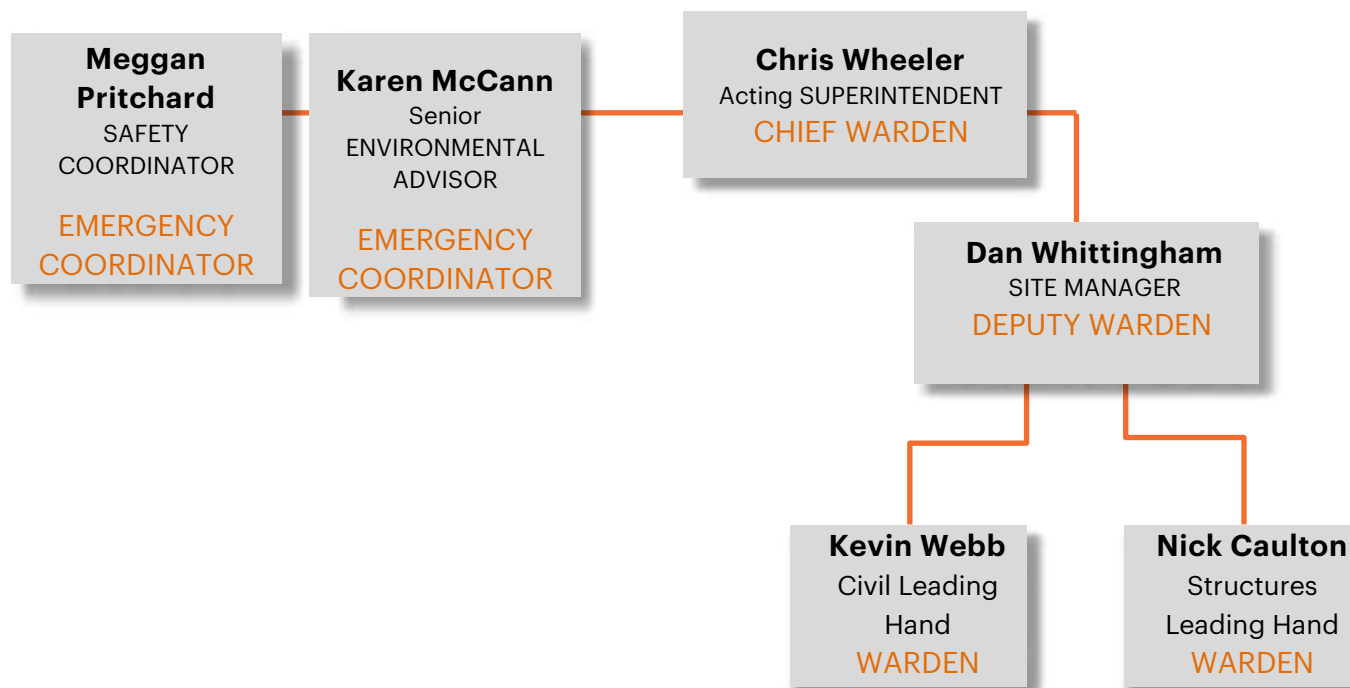 Meggan
Pritchard
SAFETY
COORDINATOR
EMERGENCY
COORDINATOR
Karen McCann
Senior
ENVIRONMENTAL
ADVISOR
EMERGENCY
COORDINATOR
Chris Wheeler
Acting SUPERINTENDENT
CHIEF WARDEN
Dan Whittingham
SITE MANAGER
DEPUTY WARDEN
Kevin Webb
Civil Leading
Hand
WARDEN
Nick Caulton
Structures
Leading Hand
WARDEN